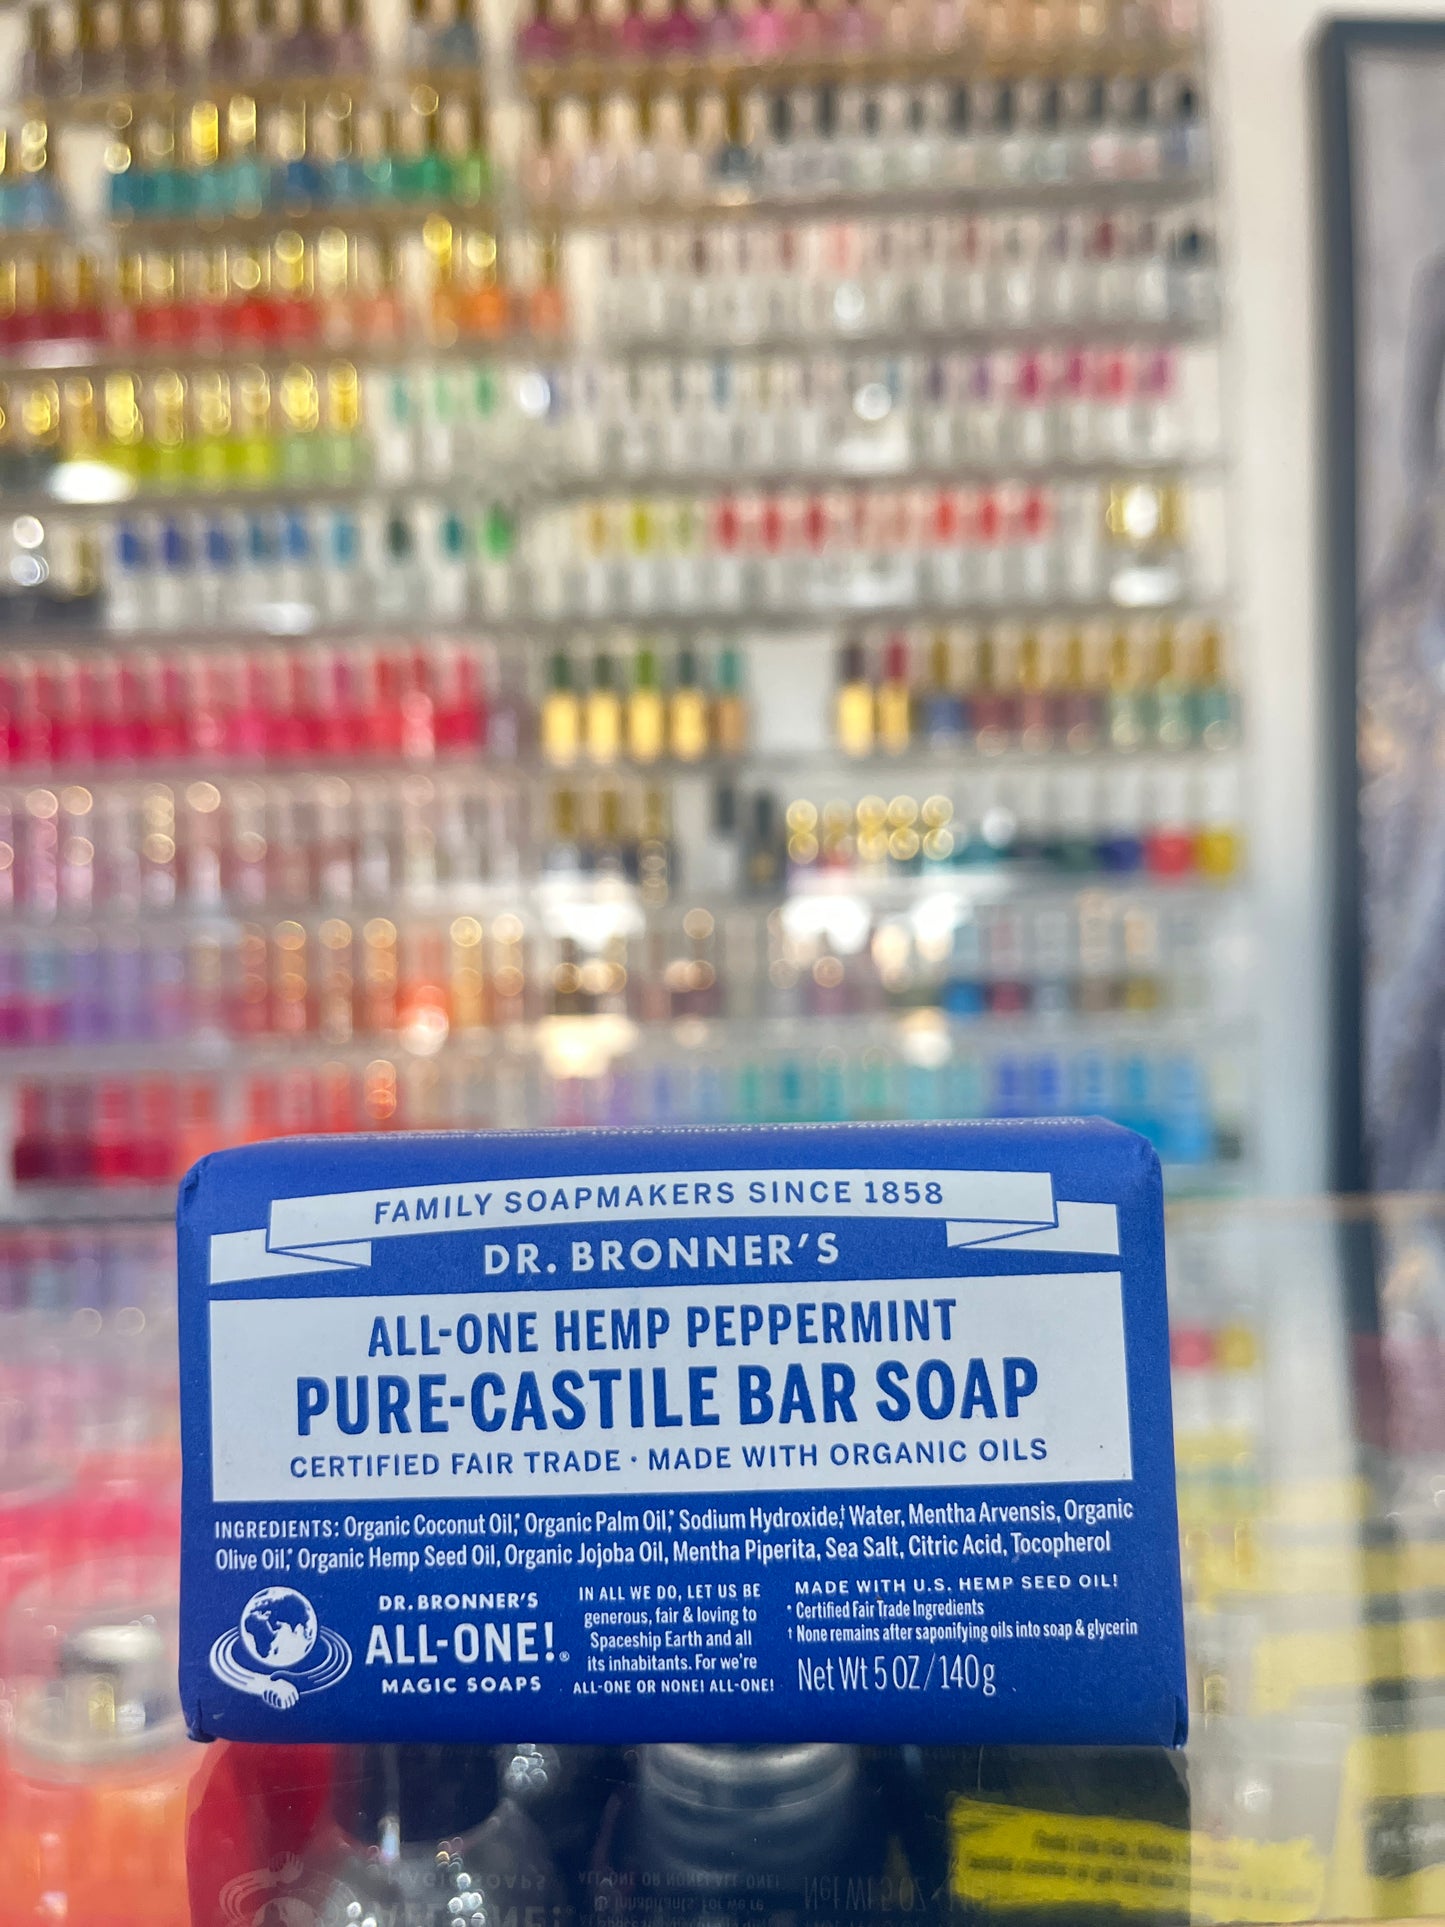 FAMILY SOAPMAKERS SINCE 1858
DR. BRONNER'S
ALL-ONE HEMP PEPPERMINT
PURE-CASTILE BAR SOAP
CERTIFIED FAIR TRADE · MADE WITH ORGANIC OILS
INGREDIENTS: Organic Coconut Oil,* Organic Palm Oil,* Sodium Hydroxide,† Water, Mentha Arvensis, Organic
Olive Oil,* Organic Hemp Seed Oil, Organic Jojoba Oil, Mentha Piperita, Sea Salt, Citric Acid, Tocopherol
DR. BRONNER'S
ALL-ONE!®
MAGIC SOAPS
IN ALL WE DO, LET US BE
generous, fair & loving to
Spaceship Earth and all
its inhabitants. For we're
ALL-ONE OR NONE! ALL-ONE!
MADE WITH U.S. HEMP SEED OIL!
* Certified Fair Trade Ingredients
† None remains after saponifying oils into soap & glycerin
Net Wt 5 OZ / 140g